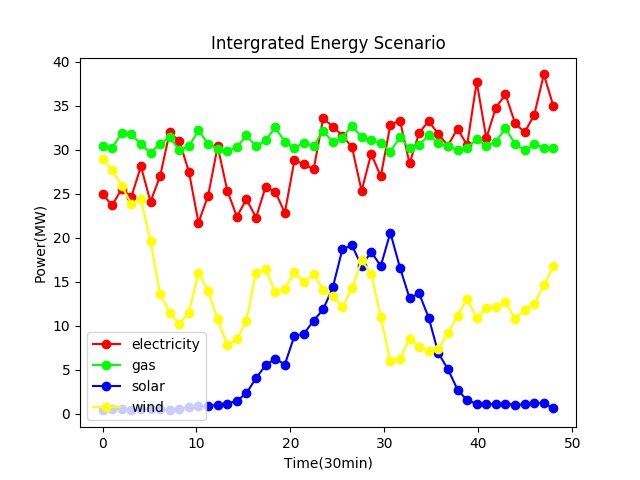 Intergrated Energy Scenario
Power(MW)
40
35
30
25
20
15
10
5
0
electricity
gas
solar
wind
0 10 20 30 40 50
Time(30min)